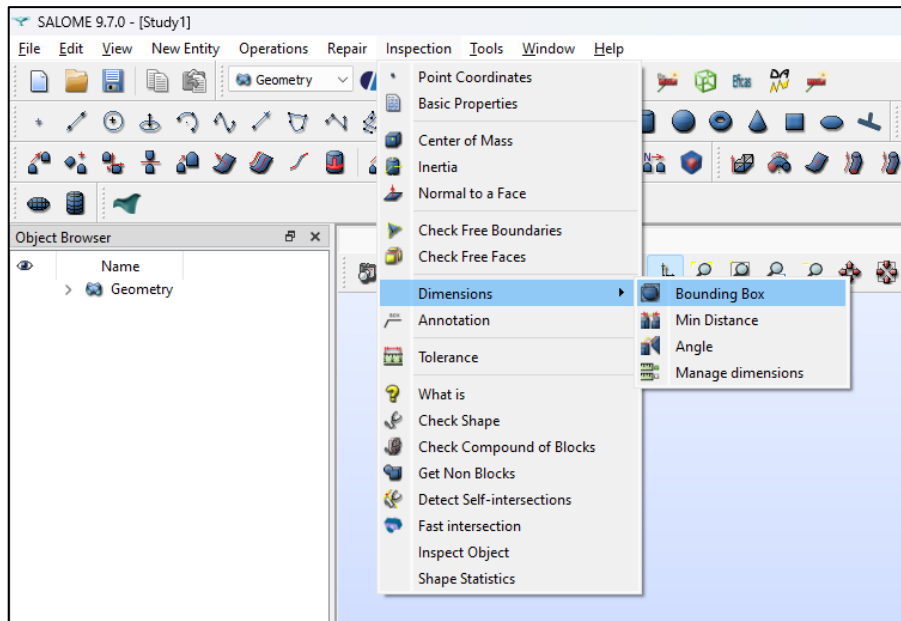 SALOME 9.7.0 - [Study1]
File Edit View New Entity Operations Repair Inspection Tools Window Help
Geometry
Point Coordinates
Basic Properties
Center of Mass
Inertia
Normal to a Face
Check Free Boundaries
Check Free Faces
Dimensions
Annotation
Tolerance
What is
Check Shape
Check Compound of Blocks
Get Non Blocks
Detect Self-intersections
Fast intersection
Inspect Object
Shape Statistics
Bounding Box
Min Distance
Angle
Manage dimensions
Object Browser
Name
Geometry